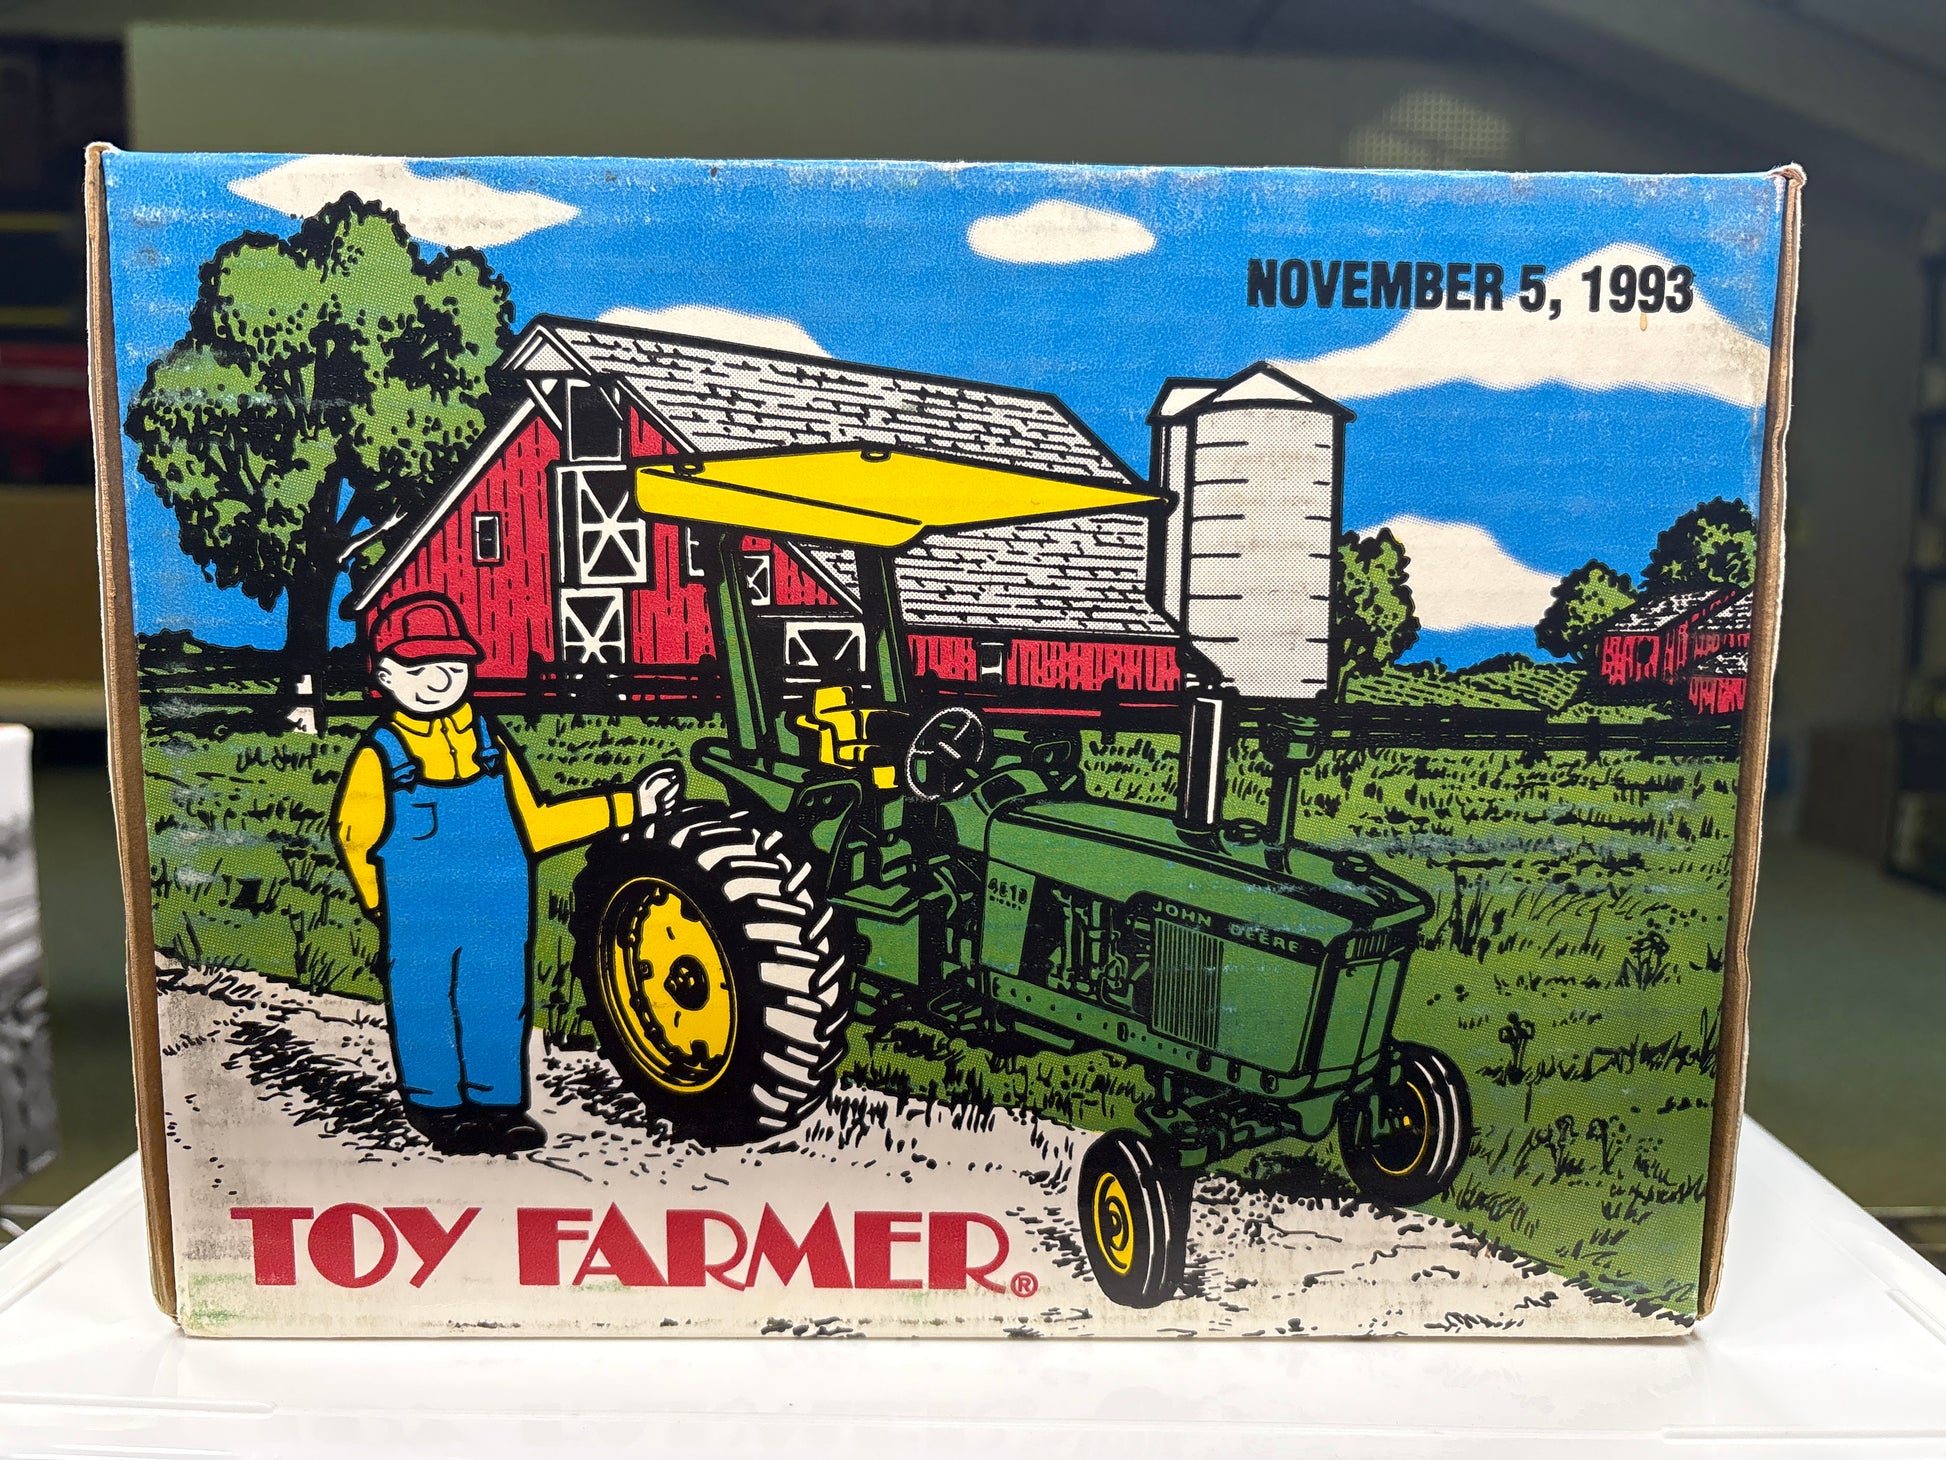 NOVEMBER 5, 1993
JOHN DEERE
TOY FARMER®